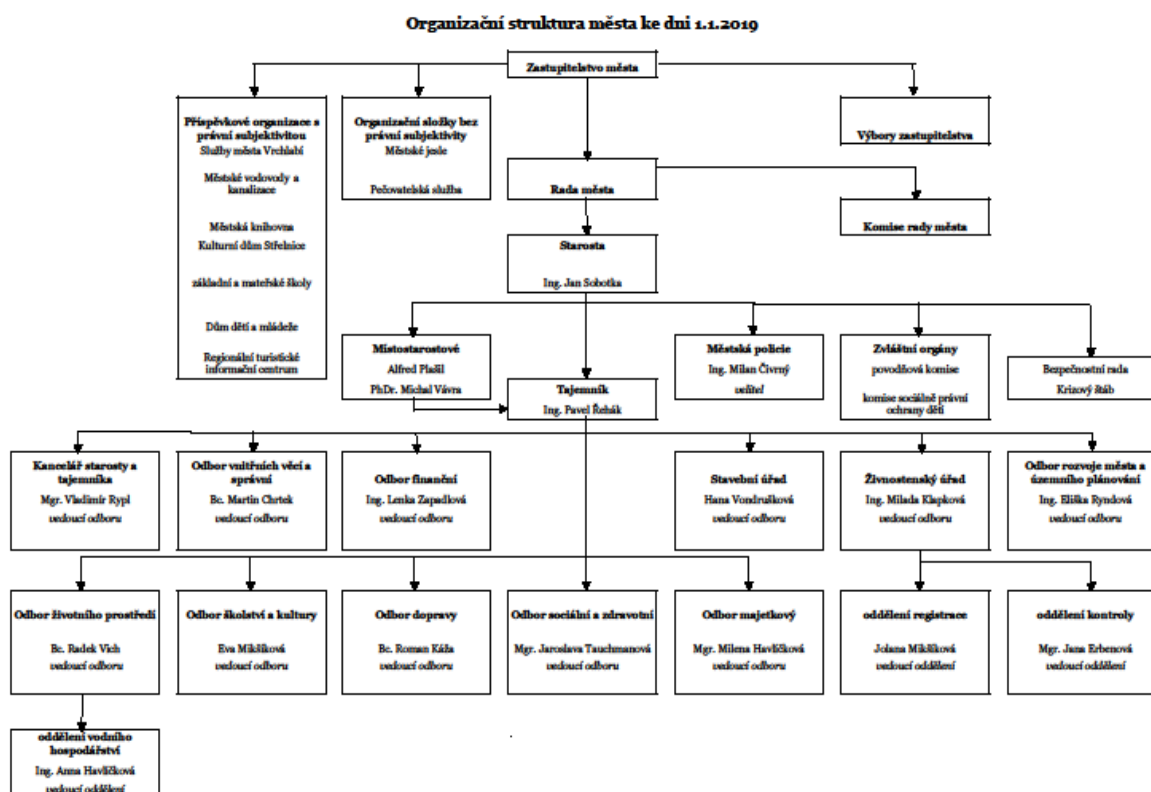 Organizační struktura města ke dni 1.1.2019
Zastupitelstvo města
Příspěvkové organizace s
právní subjektivitou
Služby města Vrchlabí
Městské vodovody a
kanalizace
Městská knihovna
Kulturní dům Střelnice
základní a mateřské školy
Dům dětí a mládeže
Regionální turistické
informační centrum
Organizační složky bez
právní subjektivity
Městské jesle
Pečovatelská služba
Výbory zastupitelstva
Rada města
Komise rady města
Starosta
Ing. Jan Sobotka
Místostarostové
Alfred Plašil
PhDr. Michal Vávra
Městská policie
Ing. Milan Čivrný
velitel
Zvláštní orgány
povodňová komise
komise sociálně právní
ochrany dětí
Bezpečnostní rada
Krizový štáb
Tajemník
Ing. Pavel Řehák
Kancelář starosty a
tajemníka
Mgr. Vladimír Rypl
vedoucí odboru
Odbor vnitřních věcí a
správní
Bc. Martin Chrtek
vedoucí odboru
Odbor finanční
Ing. Lenka Zapadlová
vedoucí odboru
Stavební úřad
Hana Vondrušková
vedoucí odboru
Živnostenský úřad
Ing. Milada Klapková
vedoucí odboru
Odbor rozvoje města a
územního plánování
Ing. Eliška Ryndová
vedoucí odboru
Odbor životního prostředí
Bc. Radek Vich
vedoucí odboru
Odbor školství a kultury
Eva Mikšíková
vedoucí odboru
Odbor dopravy
Bc. Roman Káža
vedoucí odboru
Odbor sociální a zdravotní
Mgr. Jaroslava Tauchmanová
vedoucí odboru
Odbor majetkový
Mgr. Milena Havlíčková
vedoucí odboru
oddělení registrace
Jolana Mikšíková
vedoucí oddělení
oddělení kontroly
Mgr. Jana Erbenová
vedoucí oddělení
oddělení vodního
hospodářství
Ing. Anna Havlíčková
vedoucí oddělení